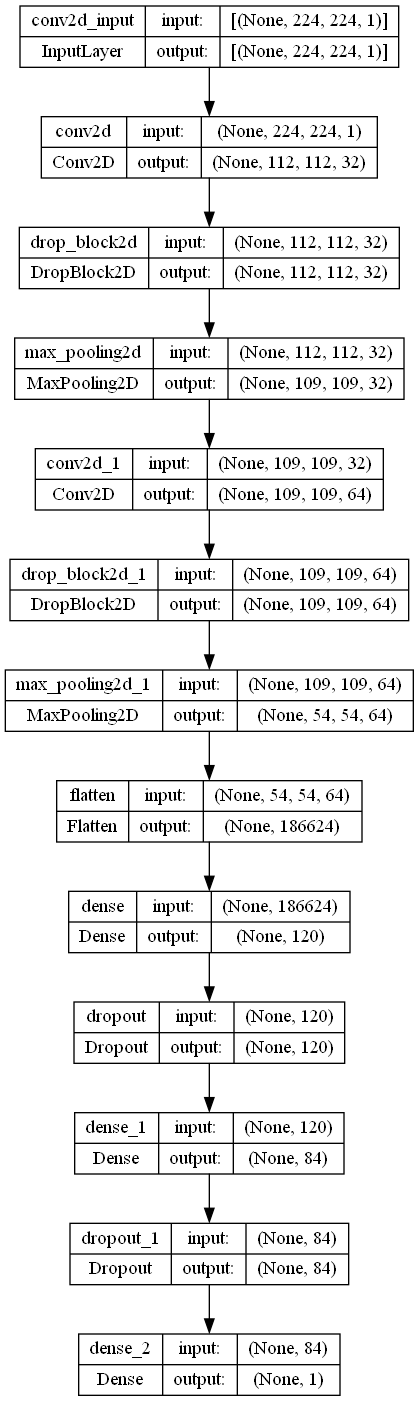 conv2d_input input: [(None, 224, 224, 1)]
InputLayer output: [(None, 224, 224, 1)]
conv2d input: (None, 224, 224, 1)
Conv2D output: (None, 112, 112, 32)
drop_block2d input: (None, 112, 112, 32)
DropBlock2D output: (None, 112, 112, 32)
max_pooling2d input: (None, 112, 112, 32)
MaxPooling2D output: (None, 109, 109, 32)
conv2d_1 input: (None, 109, 109, 32)
Conv2D output: (None, 109, 109, 64)
drop_block2d_1 input: (None, 109, 109, 64)
DropBlock2D output: (None, 109, 109, 64)
max_pooling2d_1 input: (None, 109, 109, 64)
MaxPooling2D output: (None, 54, 54, 64)
flatten input: (None, 54, 54, 64)
Flatten output: (None, 186624)
dense input: (None, 186624)
Dense output: (None, 120)
dropout input: (None, 120)
Dropout output: (None, 120)
dense_1 input: (None, 120)
Dense output: (None, 84)
dropout_1 input: (None, 84)
Dropout output: (None, 84)
dense_2 input: (None, 84)
Dense output: (None, 1)